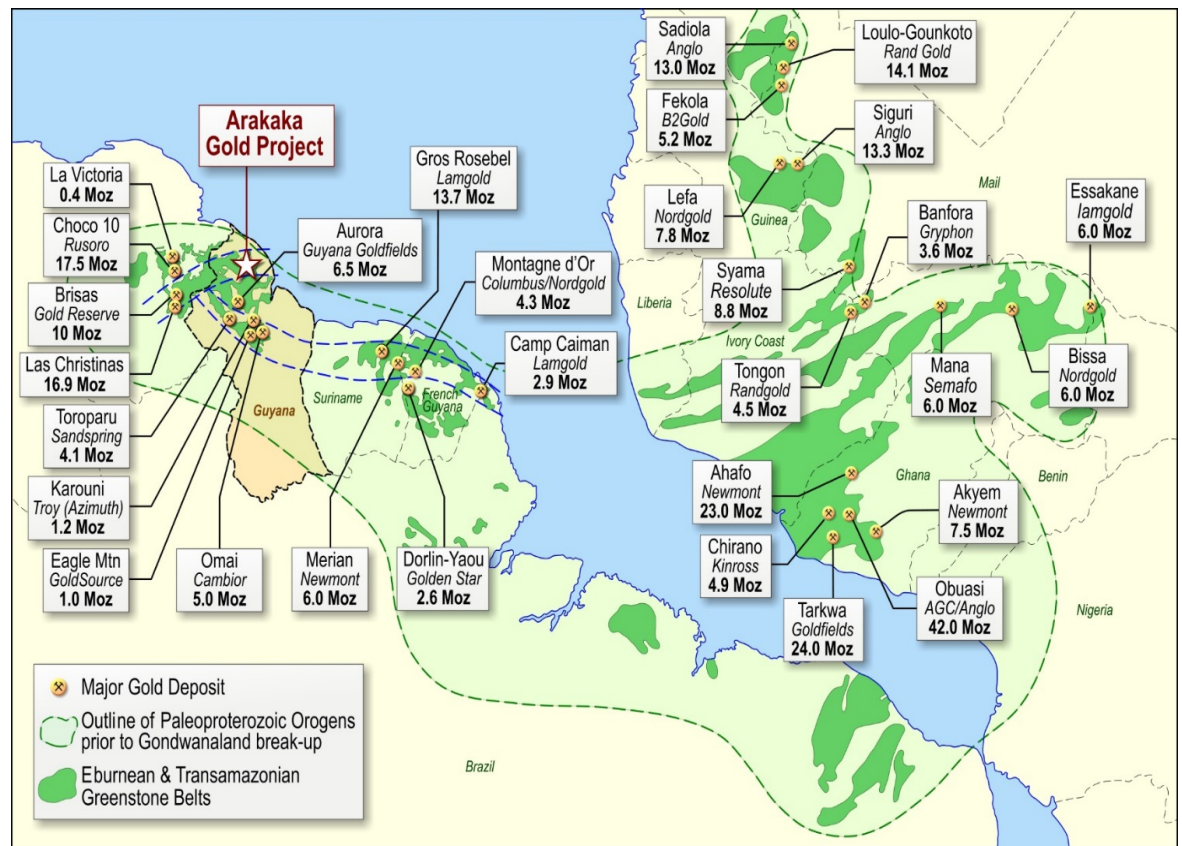 Arakaka
Gold Project
La Victoria
0.4 Moz
Choco 10
Rusoro
17.5 Moz
Brisas
Gold Reserve
10 Moz
Las Christinas
16.9 Moz
Toroparu
Sandspring
4.1 Moz
Karouni
Troy (Azimuth)
1.2 Moz
Eagle Mtn
GoldSource
1.0 Moz
Omai
Cambior
5.0 Moz
Aurora
Guyana Goldfields
6.5 Moz
Gros Rosebel
Lamgold
13.7 Moz
Montagne d'Or
Columbus/Nordgold
4.3 Moz
Camp Caiman
Lamgold
2.9 Moz
Merian
Newmont
6.0 Moz
Dorlin-Yaou
Golden Star
2.6 Moz
Guyana
Suriname
French
Guyana
Brazil
Sadiola
Anglo
13.0 Moz
Loulo-Gounkoto
Rand Gold
14.1 Moz
Fekola
B2Gold
5.2 Moz
Siguri
Anglo
13.3 Moz
Lefa
Nordgold
7.8 Moz
Guinea
Mail
Banfora
Gryphon
3.6 Moz
Essakane
Iamgold
6.0 Moz
Syama
Resolute
8.8 Moz
Liberia
Ivory Coast
Tongon
Randgold
4.5 Moz
Mana
Semafo
6.0 Moz
Bissa
Nordgold
6.0 Moz
Ahafo
Newmont
23.0 Moz
Ghana
Benin
Akyem
Newmont
7.5 Moz
Chirano
Kinross
4.9 Moz
Tarkwa
Goldfields
24.0 Moz
Obuasi
AGC/Anglo
42.0 Moz
Nigeria
Major Gold Deposit
Outline of Paleoproterozoic Orogens
prior to Gondwanaland break-up
Eburnean & Transamazonian
Greenstone Belts